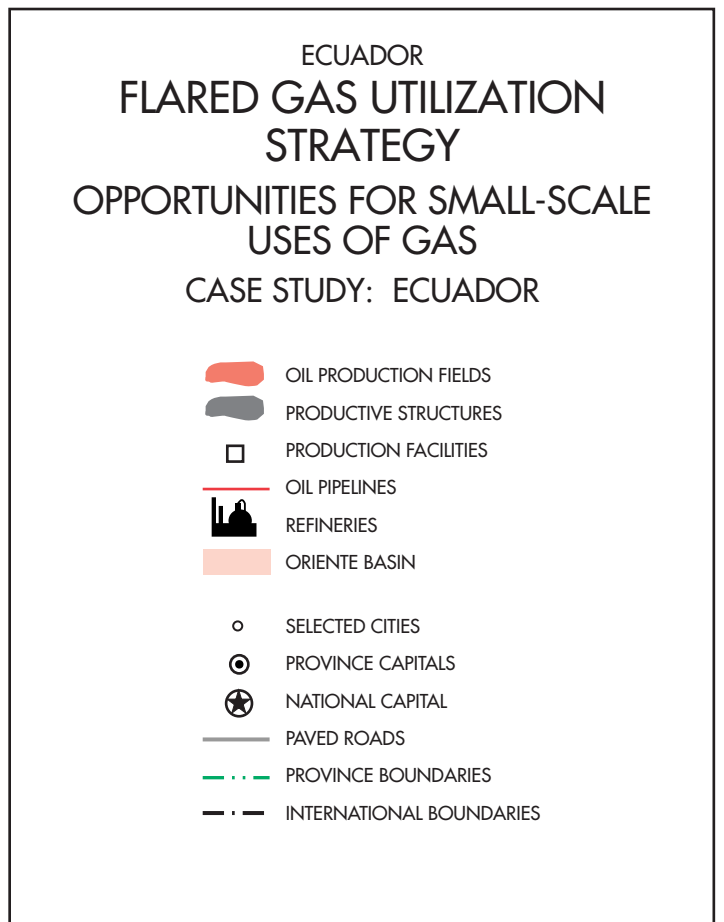 ECUADOR
FLARED GAS UTILIZATION
STRATEGY
OPPORTUNITIES FOR SMALL-SCALE
USES OF GAS
CASE STUDY: ECUADOR
OIL PRODUCTION FIELDS
PRODUCTIVE STRUCTURES
PRODUCTION FACILITIES
OIL PIPELINES
REFINERIES
ORIENTE BASIN
SELECTED CITIES
PROVINCE CAPITALS
NATIONAL CAPITAL
PAVED ROADS
PROVINCE BOUNDARIES
INTERNATIONAL BOUNDARIES